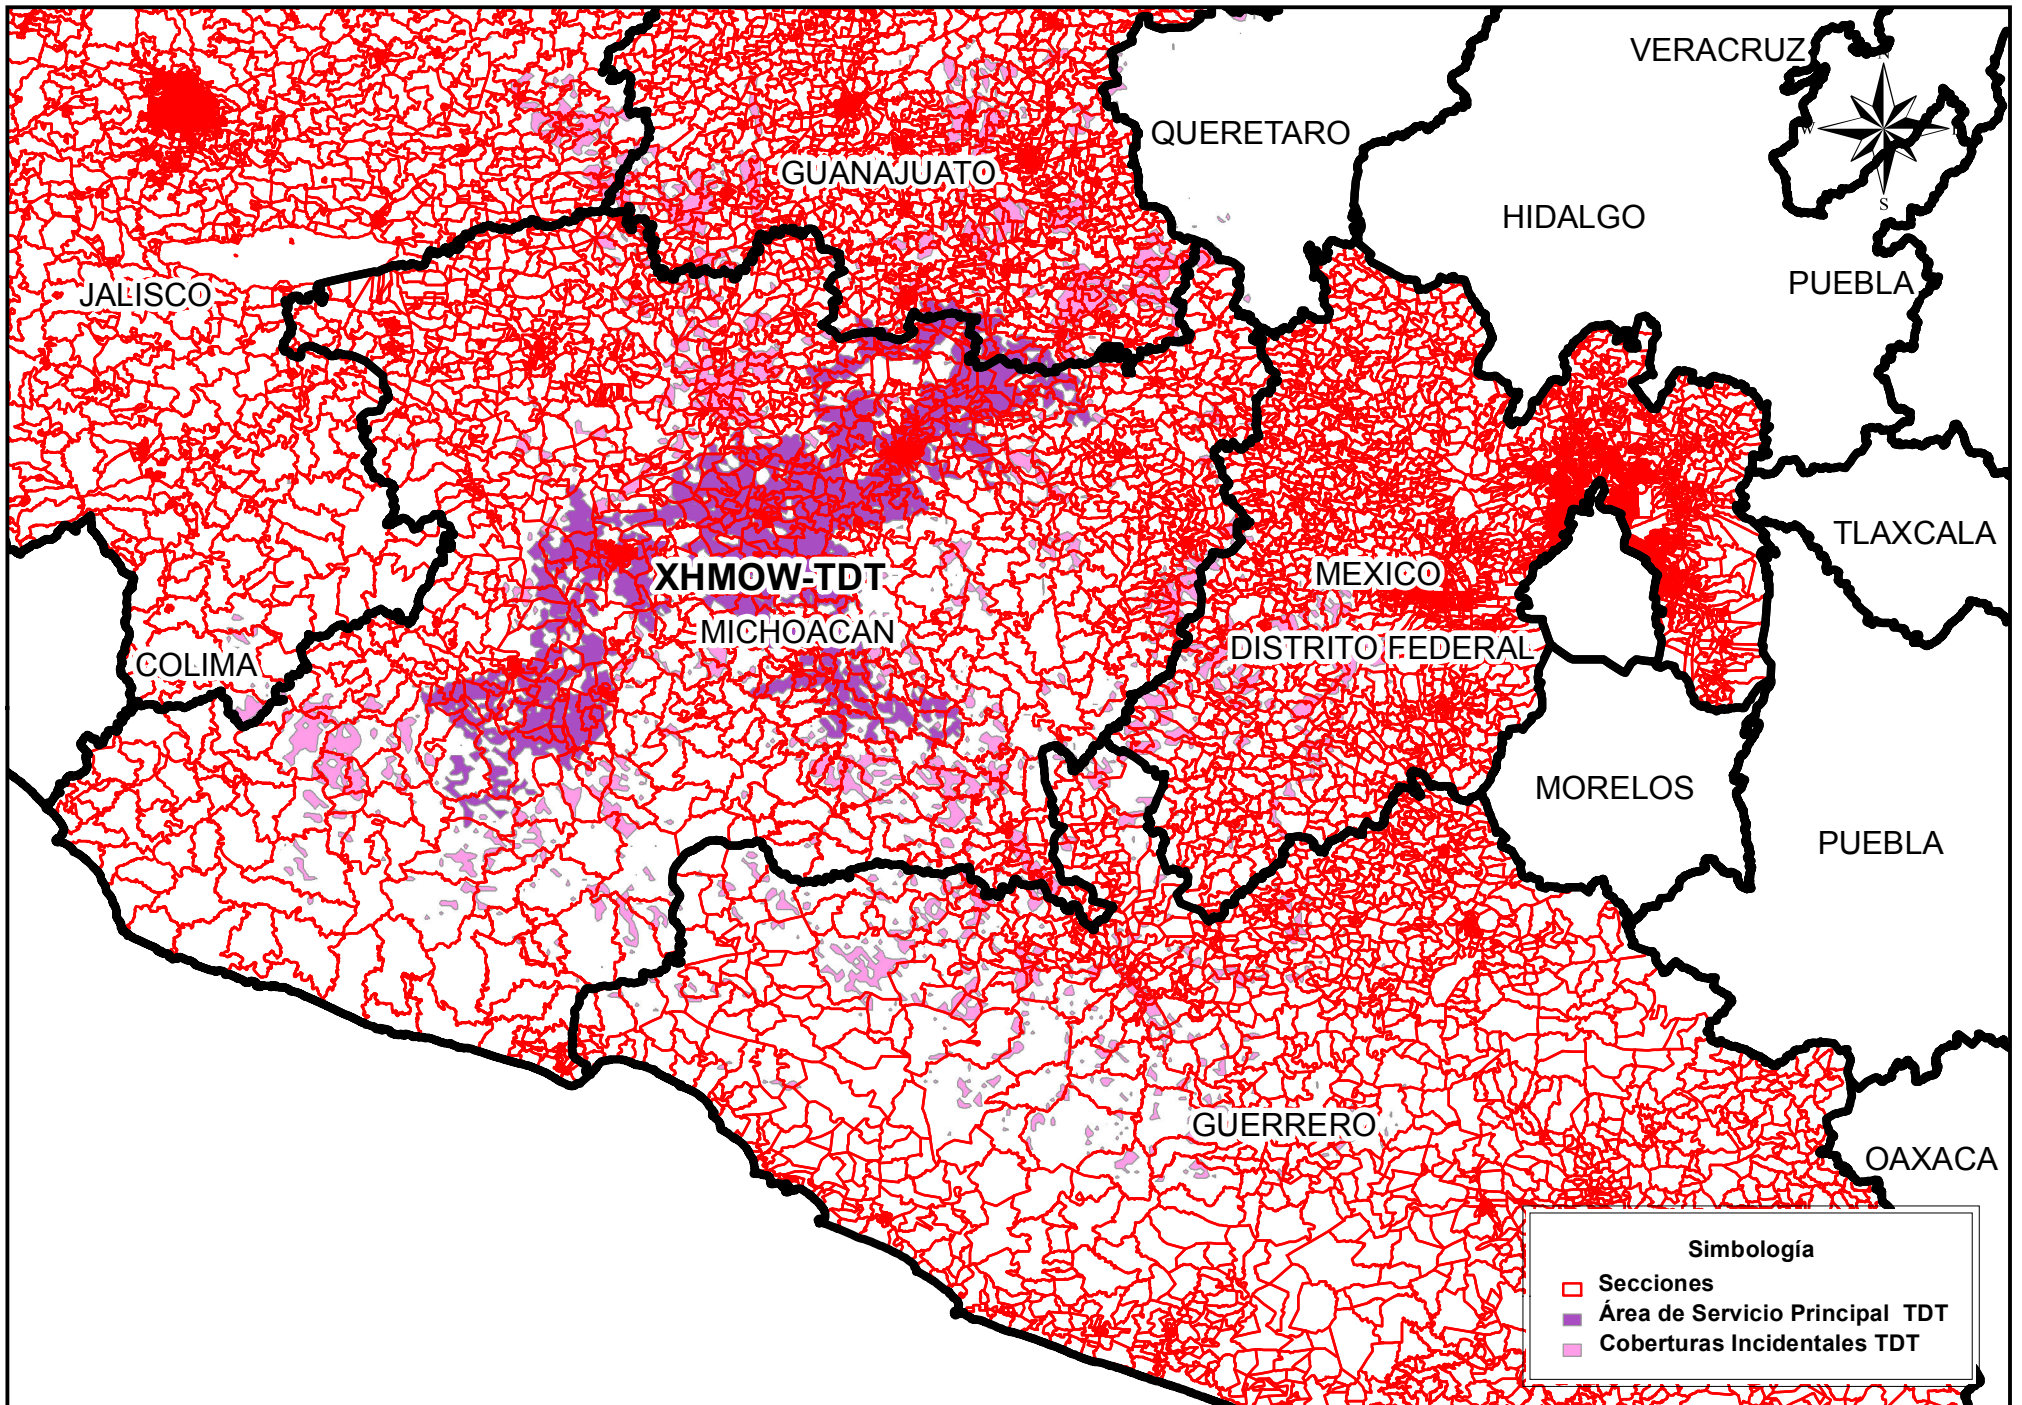 VERACRUZ
N
QUERETARO
W
E
GUANAJUATO
S
HIDALGO
PUEBLA
JALISCO
TLAXCALA
XHMOW-TDT
MEXICO
MICHOACAN
DISTRITO FEDERAL
COLIMA
MORELOS
PUEBLA
GUERRERO
OAXACA
Simbología
Secciones
Área de Servicio Principal TDT
Coberturas Incidentales TDT